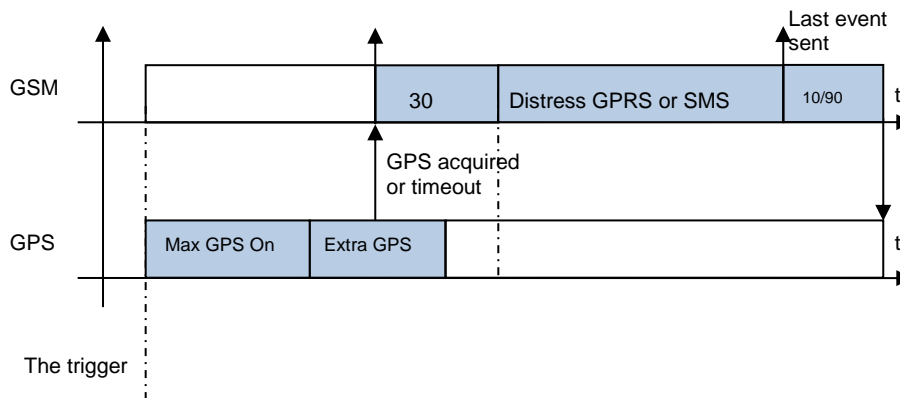 Last event
sent
GSM
30
Distress GPRS or SMS
10/90
t
GPS acquired
or timeout
GPS
Max GPS On
Extra GPS
t
The trigger